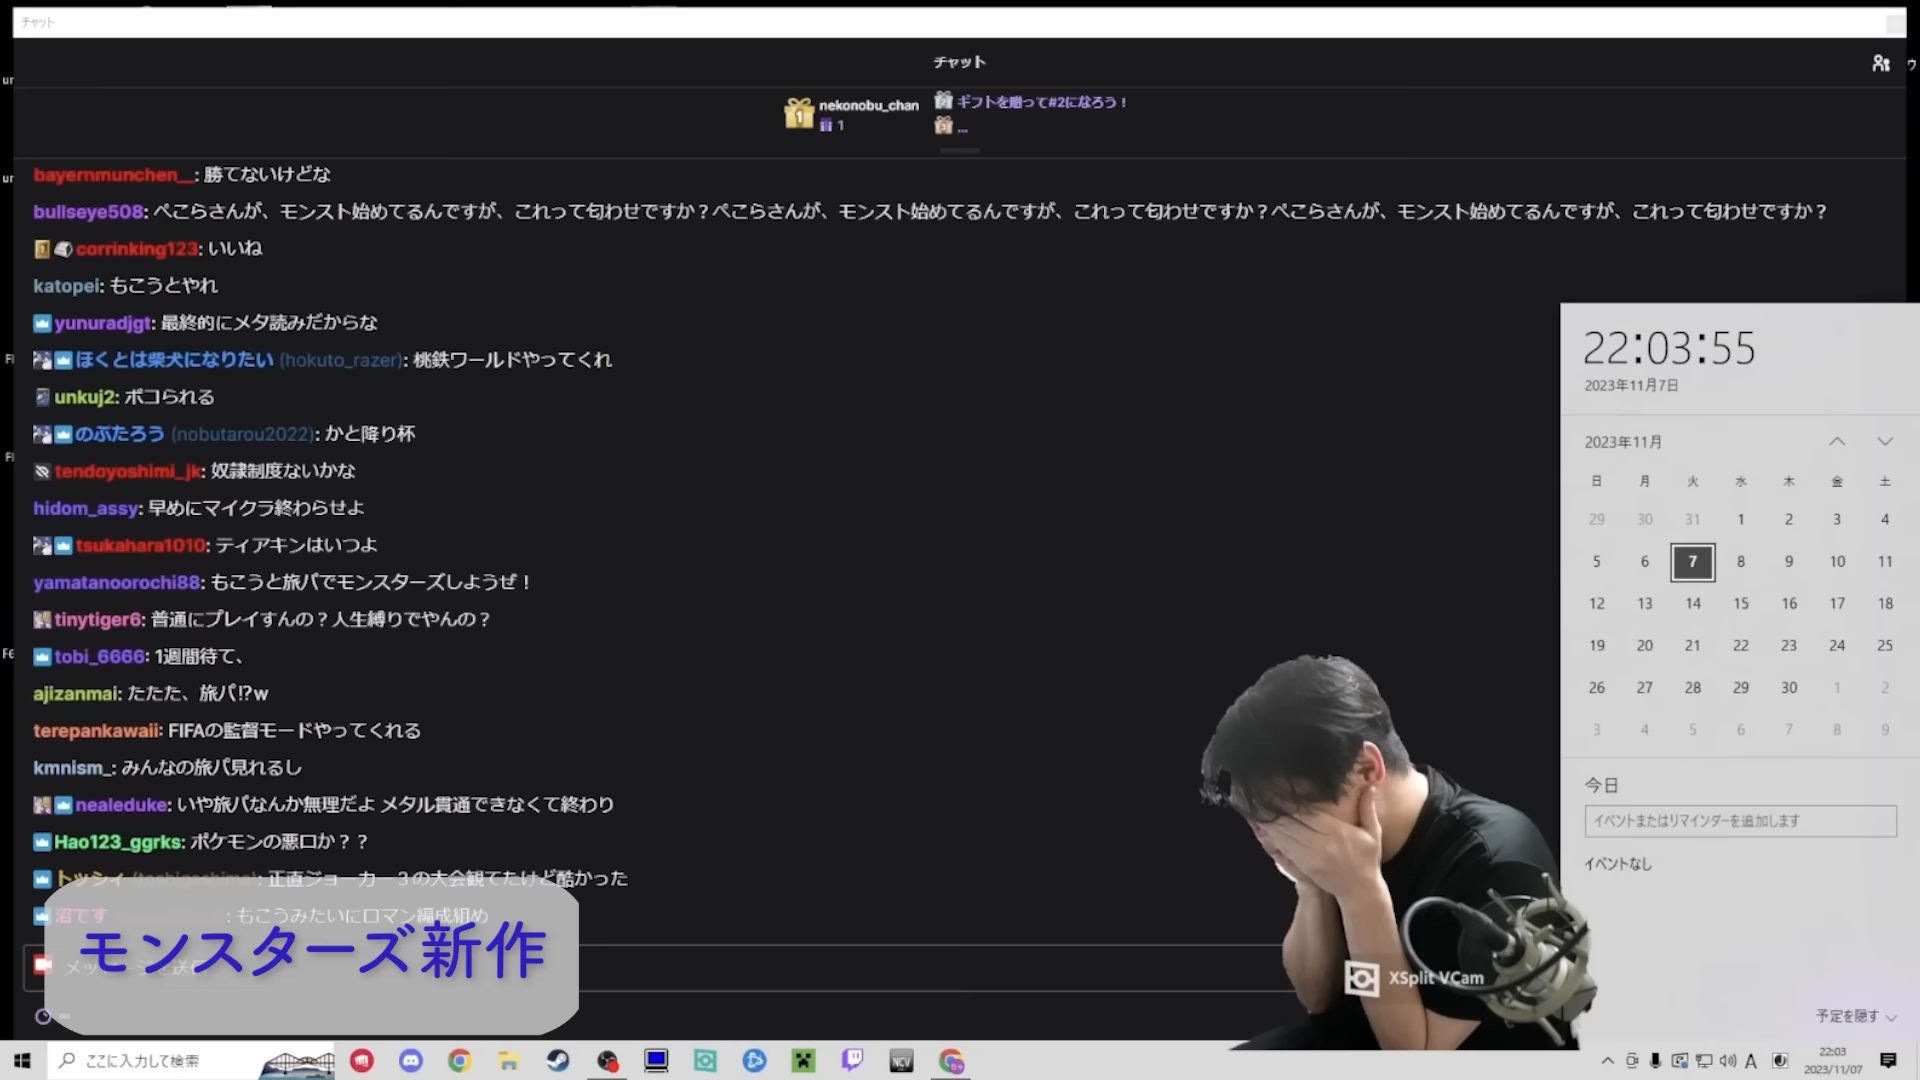 チャット
チャット
nekonobu_chan
1
ギフトを贈って#2になろう！
...
bayernmunchen__: 勝てないけどな
bullseye508: ぺこらさんが、モンスト始めてるんですが、これって匂わせですか？ぺこらさんが、モンスト始めてるんですが、これって匂わせですか？ぺこらさんが、モンスト始めてるんですが、これって匂わせですか？
corrinking123: いいね
katopei: もこうとやれ
yunuradjgt: 最終的にメタ読みだからな
ほくとは柴犬になりたい (hokuto_razer): 桃鉄ワールドやってくれ
unkuj2: ボコられる
のぶたろう (nobutarou2022): かと降り杯
tendoyoshimi_jk: 奴隷制度ないかな
hidom_assy: 早めにマイクラ終わらせよ
tsukahara1010: ティアキンはいつよ
yamatanoorochi88: もこうと旅パでモンスターズしようぜ！
tinytiger6: 普通にプレイすんの？人生縛りでやんの？
tobi_6666: 1週間待て、
ajizanmai: たたた、旅パ!?w
terepankawaii: FIFAの監督モードやってくれる
kmnism_: みんなの旅パ見れるし
nealeduke: いや旅パなんか無理だよ メタル貫通できなくて終わり
Hao123_ggrks: ポケモンの悪口か？？
トッシィ (toshigashima): 正直ジョーカー３の大会観てたけど酷かった
沼です : もこうみたいにロマン編成組め
モンスターズ新作
22:03:55
2023年11月7日
2023年11月
日 月 火 水 木 金 土
29 30 31 1 2 3 4
5 6 7 8 9 10 11
12 13 14 15 16 17 18
19 20 21 22 23 24 25
26 27 28 29 30 1 2
3 4 5 6 7 8 9
今日
イベントまたはリマインダーを追加します
イベントなし
予定を隠す
XSplit VCam
ここに入力して検索
NCV
A
22:03
2023/11/07